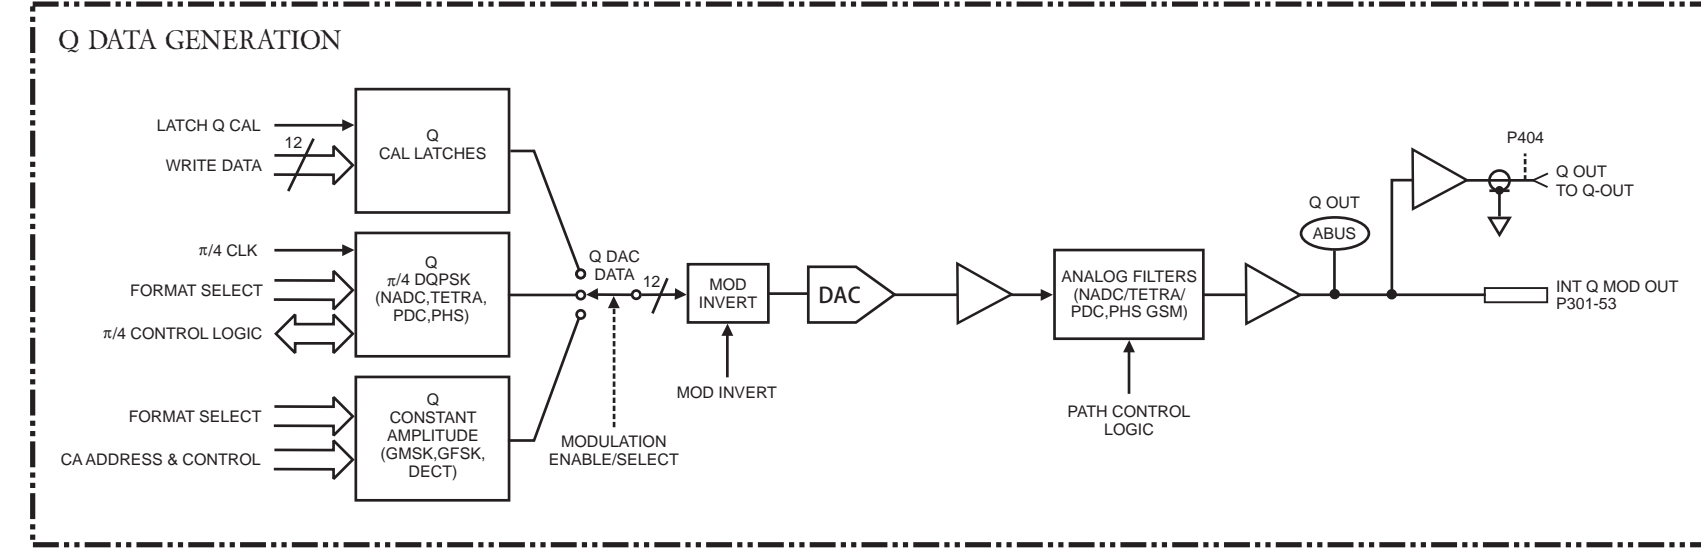 Q DATA GENERATION
LATCH Q CAL
12
WRITE DATA
Q
CAL LATCHES
π/4 CLK
FORMAT SELECT
π/4 CONTROL LOGIC
Q
π/4 DQPSK
(NADC,TETRA,
PDC,PHS)
FORMAT SELECT
CA ADDRESS & CONTROL
Q
CONSTANT
AMPLITUDE
(GMSK,GFSK,
DECT)
Q DAC
DATA
12
MODULATION
ENABLE/SELECT
MOD
INVERT
MOD INVERT
DAC
ANALOG FILTERS
(NADC/TETRA/
PDC,PHS GSM)
PATH CONTROL
LOGIC
Q OUT
ABUS
P404
Q OUT
TO Q-OUT
INT Q MOD OUT
P301-53